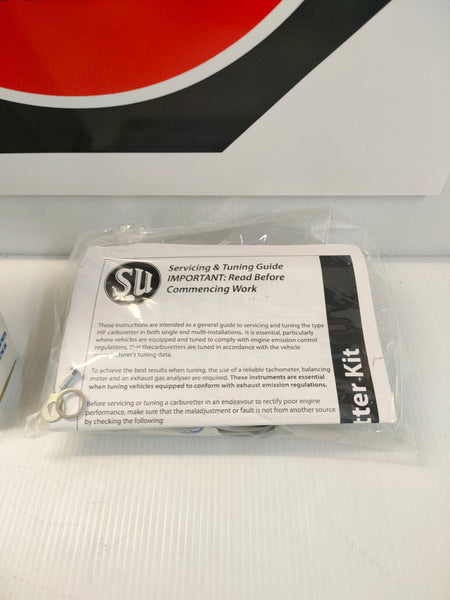 SU
Servicing & Tuning Guide
IMPORTANT: Read Before
Commencing Work
These instructions are intended as a general guide to servicing and tuning the type
HIF carburetter in both single and multi-installations. It is essential, particularly
where vehicles are equipped and tuned to comply with engine emission control
regulations, thatthecarburetters are tuned in accordance with the vehicle
turer's tuning data.
To achieve the best results when tuning, the use of a reliable tachometer, balancing
meter and an exhaust gas analyser are required. These instruments are essential
when tuning vehicles equipped to conform with exhaust emission regulations.
Before servicing or tuning a carburetter in an endeavour to rectify poor engine
performance, make sure that the maladjustment or fault is not from another source
by checking the following:
tter Kit